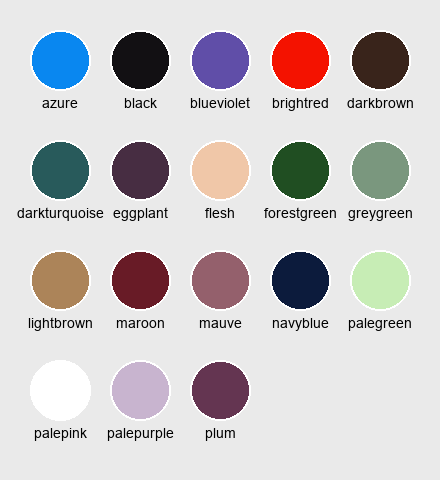 azure black blueviolet brightred darkbrown
darkturquoise eggplant flesh forestgreen greygreen
lightbrown maroon mauve navyblue palegreen
palepink palepurple plum